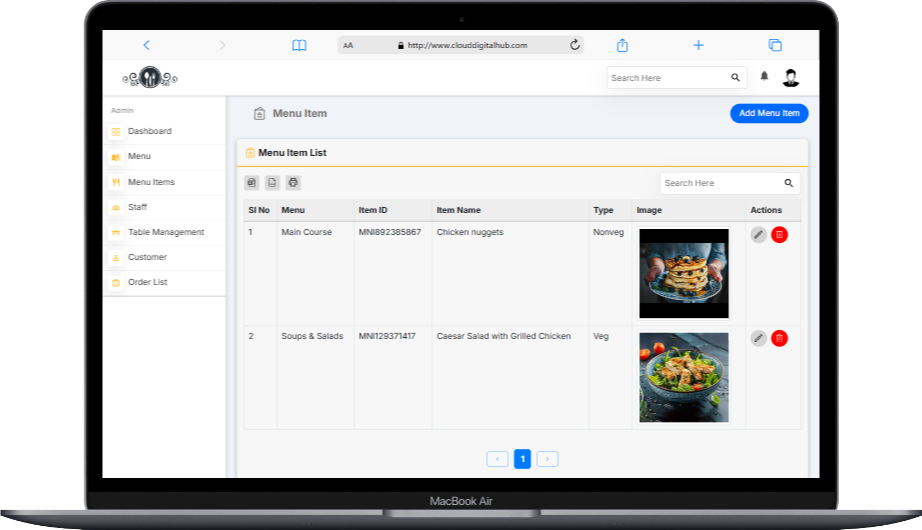 AA http://www.clouddigitalhub.com
Search Here
Admin
Dashboard
Menu
Menu Items
Staff
Table Management
Customer
Order List
Menu Item
Add Menu Item
Menu Item List
Search Here
Sl No Menu Item ID Item Name Type Image Actions
1 Main Course MNI892385867 Chicken nuggets Nonveg
2 Soups & Salads MNI129371417 Caesar Salad with Grilled Chicken Veg
1
MacBook Air